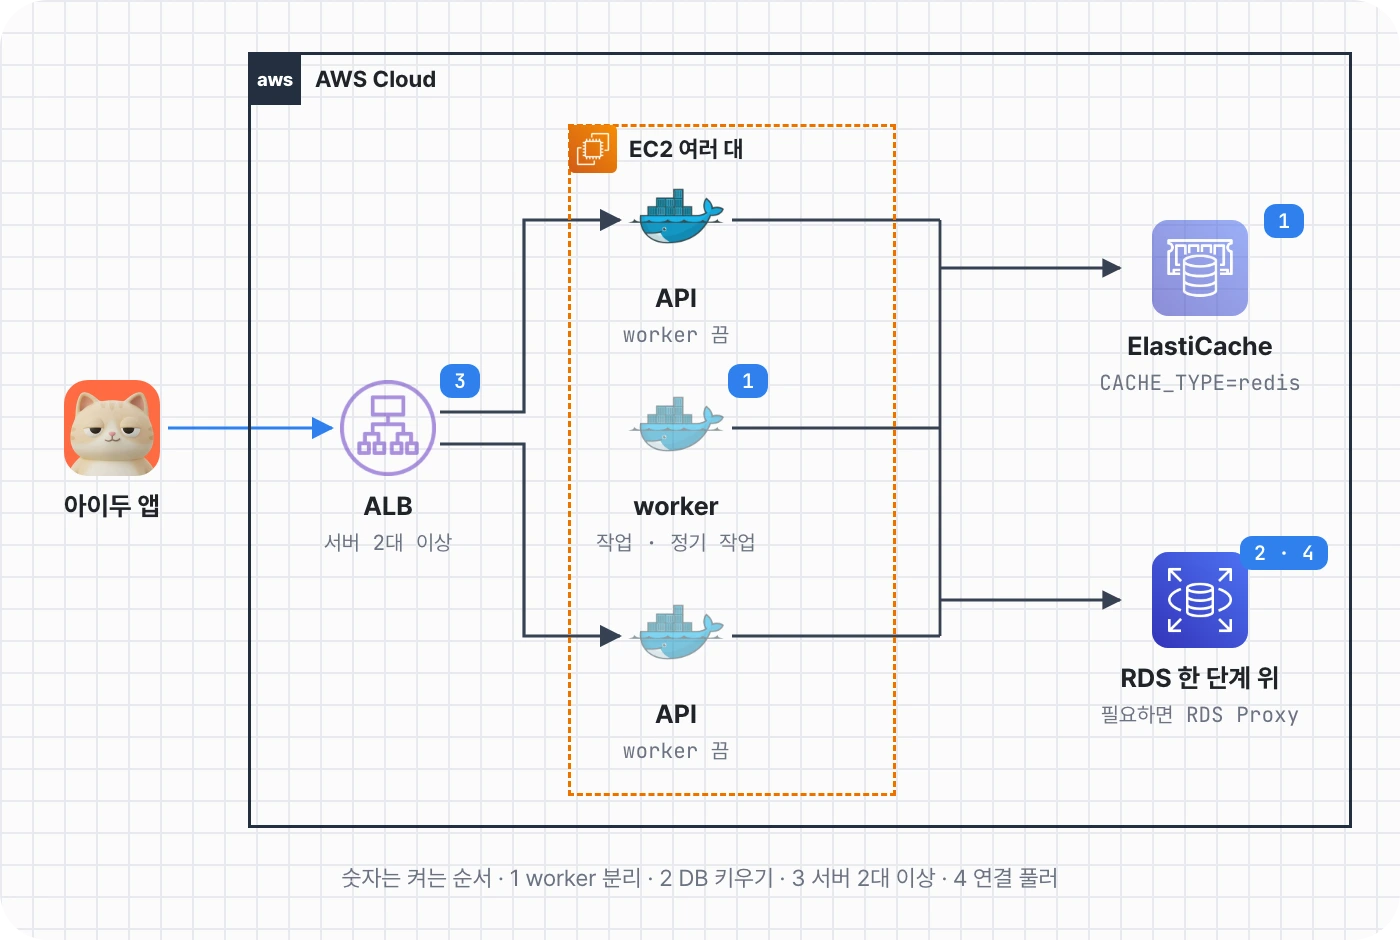 aws
AWS Cloud
EC2 여러 대
API
worker 끔
1
ElastiCache
CACHE_TYPE=redis
3
1
아이두 앱
ALB
서버 2대 이상
worker
작업 · 정기 작업
2 · 4
RDS 한 단계 위
필요하면 RDS Proxy
API
worker 끔
숫자는 켜는 순서 · 1 worker 분리 · 2 DB 키우기 · 3 서버 2대 이상 · 4 연결 풀러